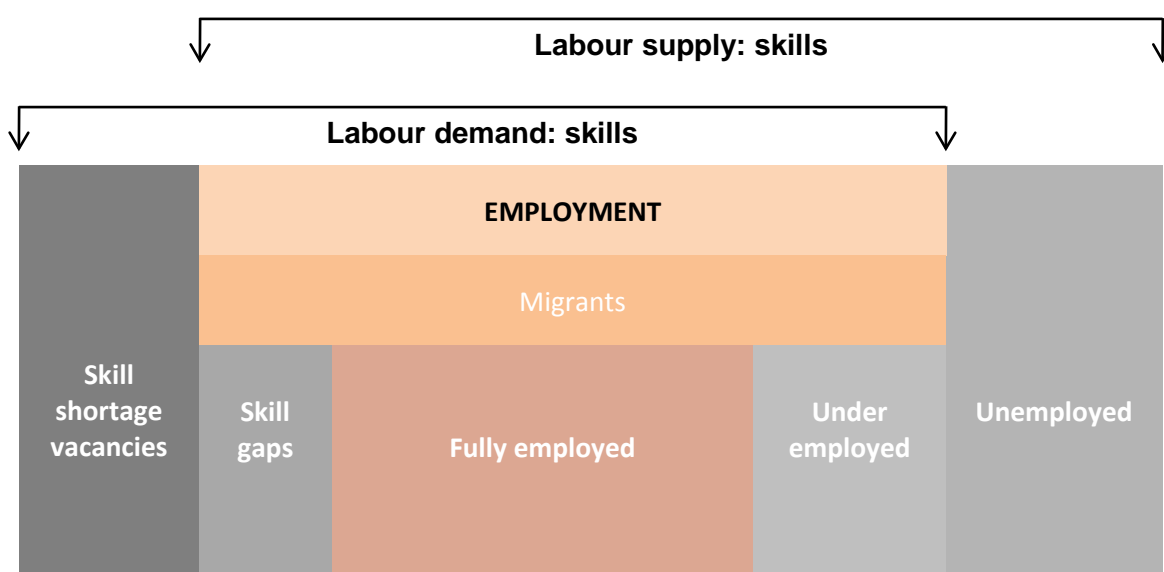 Labour supply: skills
Labour demand: skills
EMPLOYMENT
Migrants
Skill
shortage
vacancies
Skill
gaps
Fully employed
Under
employed
Unemployed